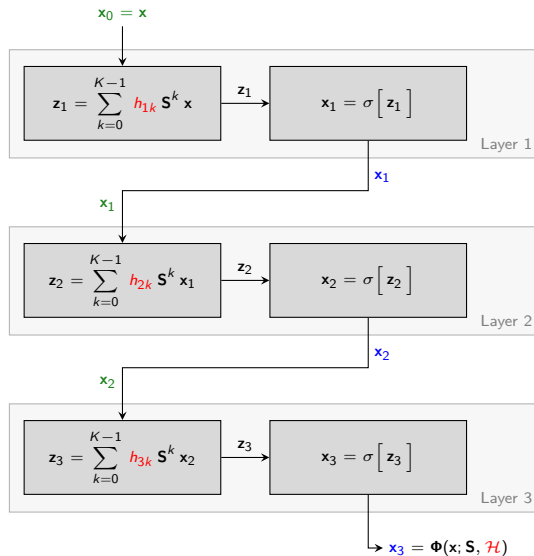 x₀ = x
z₁ = ∑_{k=0}^{K−1} h₁ₖ Sᵏ x
z₁
x₁ = σ[z₁]
Layer 1
x₁
x₁
z₂ = ∑_{k=0}^{K−1} h₂ₖ Sᵏ x₁
z₂
x₂ = σ[z₂]
Layer 2
x₂
x₂
z₃ = ∑_{k=0}^{K−1} h₃ₖ Sᵏ x₂
z₃
x₃ = σ[z₃]
Layer 3
x₃ = Φ(x; S, ℋ)